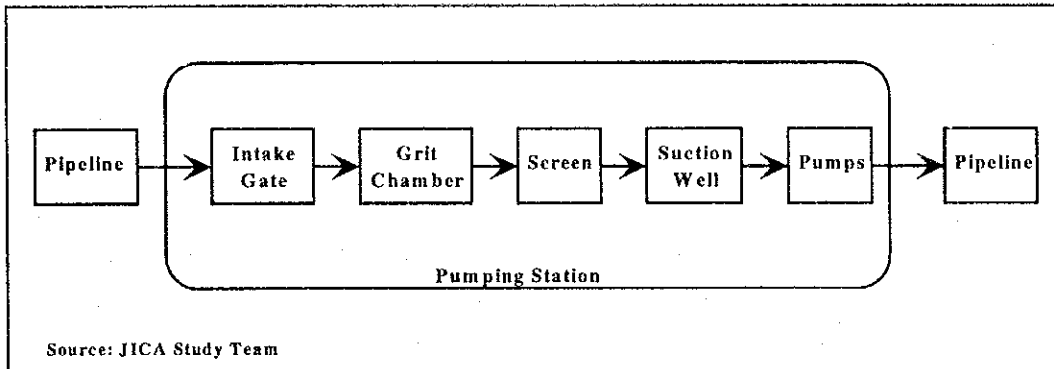 Pipeline
Intake
Gate
Grit
Chamber
Screen
Suction
Well
Pumps
Pipeline
Pumping Station
Source: JICA Study Team